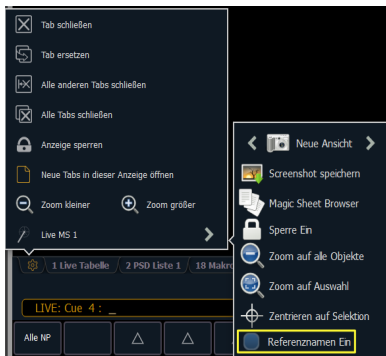 Tab schließen
Tab ersetzen
Alle anderen Tabs schließen
Alle Tabs schließen
Anzeige sperren
Neue Tabs in dieser Anzeige öffnen
Zoom kleiner Zoom größer
Live MS 1
Neue Ansicht
Screenshot speichern
Magic Sheet Browser
Sperre Ein
Zoom auf alle Objekte
Zoom auf Auswahl
Zentrieren auf Selektion
Referenznamen Ein
1 Live Tabelle 2 PSD Liste 1 18 Makro
LIVE: Cue 4 : _
Alle NP